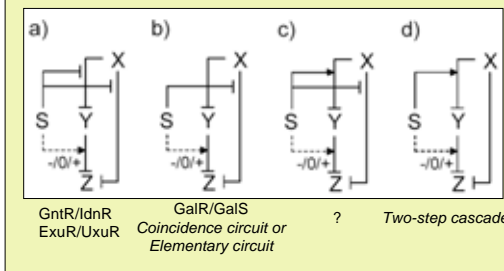 a) b) c) d)
X X X X
S Y S Y S Y S Y
-/0/+ -/0/+ -/0/+ -/0/+
Z Z Z Z
GntR/IdnR GalR/GalS ? Two-step cascade
ExuR/UxuR Coincidence circuit or
Elementary circuit